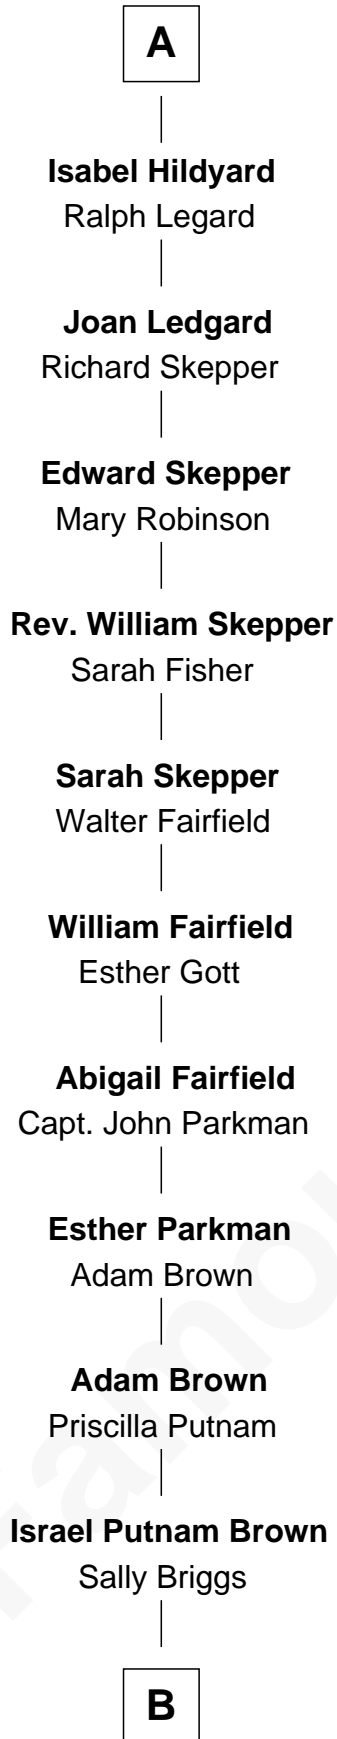 A
Isabel Hildyard
Ralph Legard
Joan Ledgard
Richard Skepper
Edward Skepper
Mary Robinson
Rev. William Skepper
Sarah Fisher
Sarah Skepper
Walter Fairfield
William Fairfield
Esther Gott
Abigail Fairfield
Capt. John Parkman
Esther Parkman
Adam Brown
Adam Brown
Priscilla Putnam
Israel Putnam Brown
Sally Briggs
B